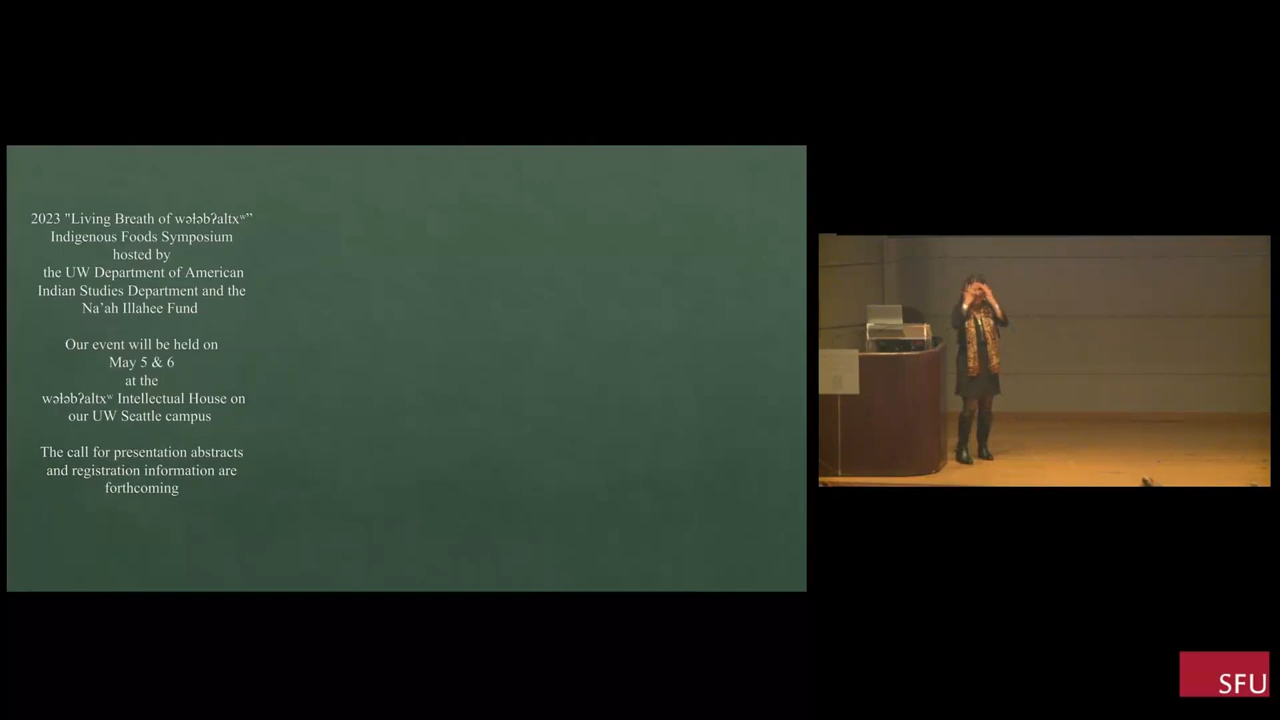 2023 "Living Breath of wəɫəbʔaltxʷ”
Indigenous Foods Symposium
hosted by
the UW Department of American
Indian Studies Department and the
Na’ah Illahee Fund
Our event will be held on
May 5 & 6
at the
wəɫəbʔaltxʷ Intellectual House on
our UW Seattle campus
The call for presentation abstracts
and registration information are
forthcoming
SFU